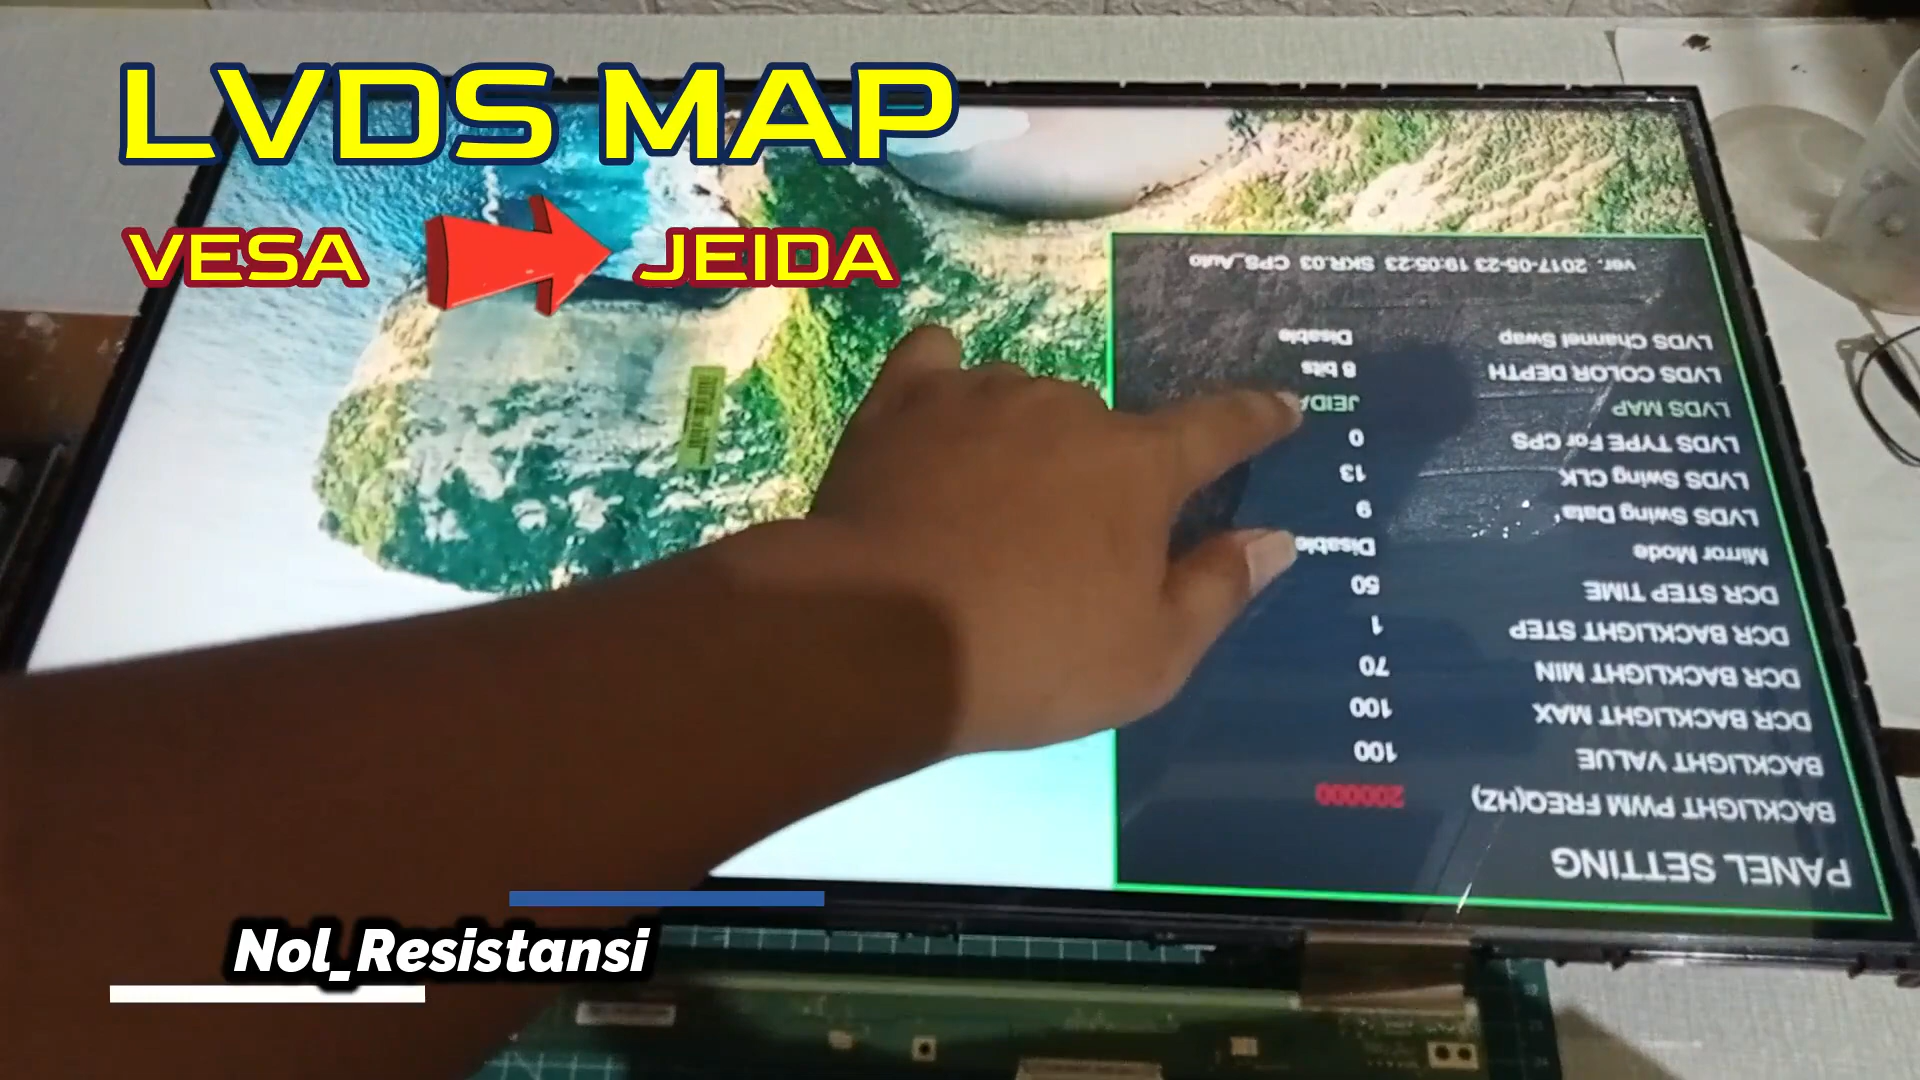 LVDS MAP
VESA JEIDA
PANEL SETTING
BACKLIGHT PWM FREQ(HZ) 200000
BACKLIGHT VALUE 100
DCR BACKLIGHT MAX 100
DCR BACKLIGHT MIN 70
DCR BACKLIGHT STEP 1
DCR STEP TIME 50
Mirror Mode Disable
LVDS Swing Data 9
LVDS Swing CLK 13
LVDS TYPE For CPS 0
LVDS MAP JEIDA
LVDS COLOR DEPTH 8 bits
LVDS Channel Swap Disable
ver. 2017-05-23 19:05:23 SKR.03 CPS_Auto
Nol_Resistansi